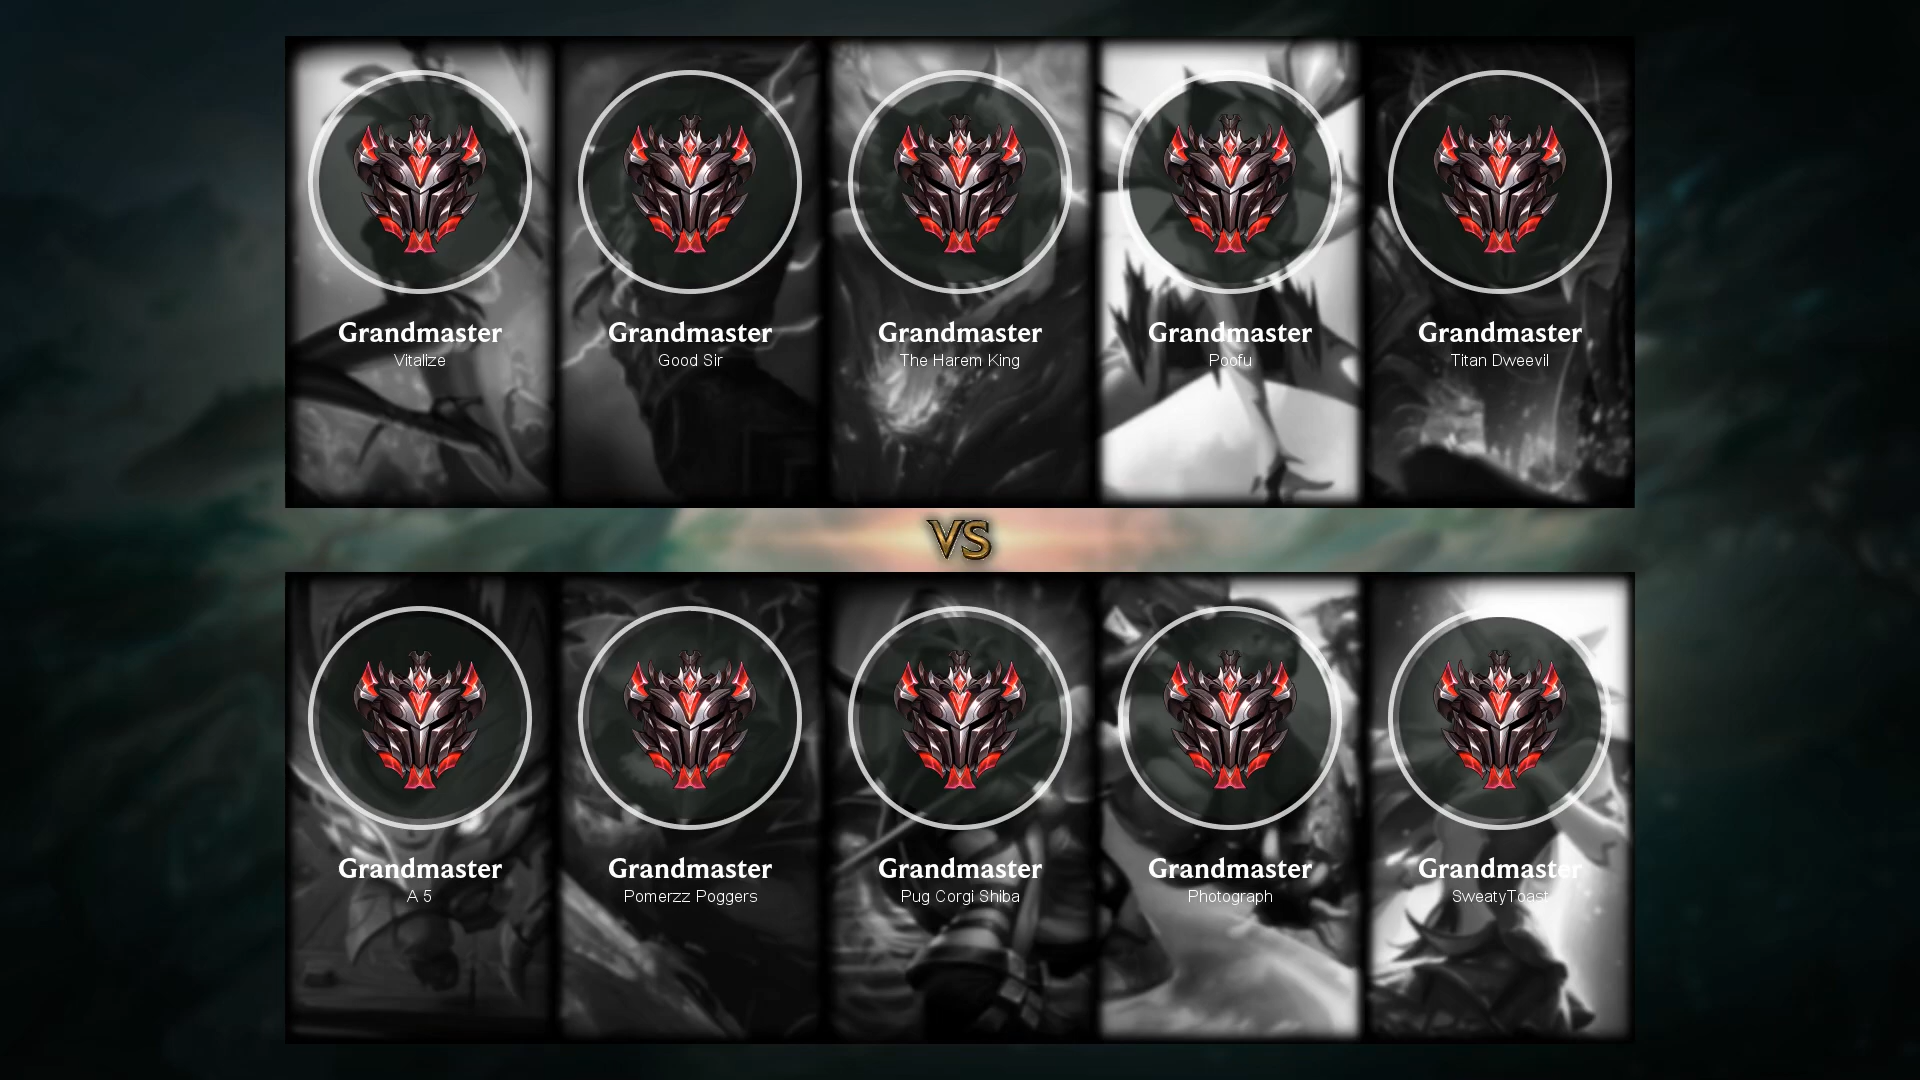 Grandmaster
Vitalize
Grandmaster
Good Sir
Grandmaster
The Harem King
Grandmaster
Poofu
Grandmaster
Titan Dweevil
VS
Grandmaster
A 5
Grandmaster
Pomerzz Poggers
Grandmaster
Pug Corgi Shiba
Grandmaster
Photograph
Grandmaster
SweatyToast